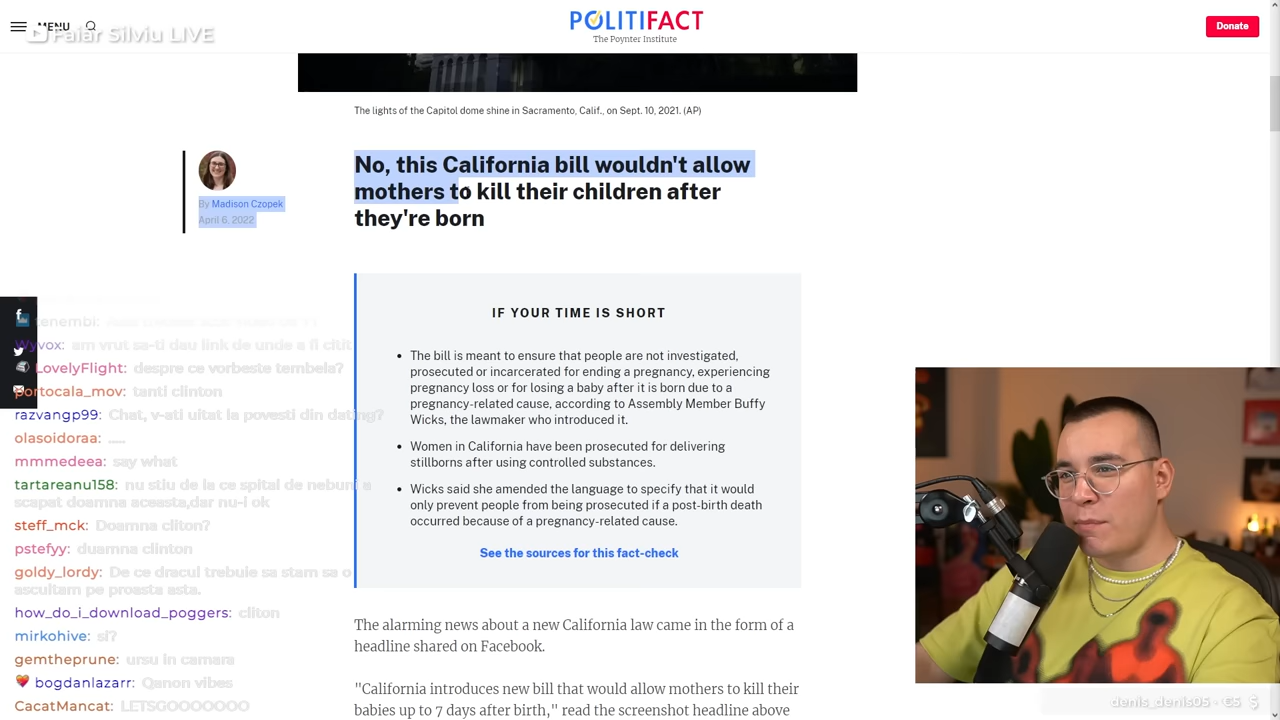 MENU
Faiar Silviu LIVE
POLITIFACT
The Poynter Institute
Donate
The lights of the Capitol dome shine in Sacramento, Calif., on Sept. 10, 2021. (AP)
By Madison Czopek
April 6, 2022
No, this California bill wouldn't allow
mothers to kill their children after
they're born
IF YOUR TIME IS SHORT
The bill is meant to ensure that people are not investigated,
prosecuted or incarcerated for ending a pregnancy, experiencing
pregnancy loss or for losing a baby after it is born due to a
pregnancy-related cause, according to Assembly Member Buffy
Wicks, the lawmaker who introduced it.
Women in California have been prosecuted for delivering
stillborns after using controlled substances.
Wicks said she amended the language to specify that it would
only prevent people from being prosecuted if a post-birth death
occurred because of a pregnancy-related cause.
See the sources for this fact-check
The alarming news about a new California law came in the form of a
headline shared on Facebook.
"California introduces new bill that would allow mothers to kill their
babies up to 7 days after birth," read the screenshot headline above
tenembi:
Wyvox: am vrut sa-ti dau link de unde a fi citit
LovelyFlight: despre ce vorbeste tembela?
portocala_mov: tanti clinton
razvangp99: Chat, v-ati uitat la povesti din dating?
olasoidoraa: .....
mmmedeea: say what
tartareanu158: nu stiu de la ce spital de nebuni a
scapat doamna aceasta,dar nu-i ok
steff_mck: Doamna cliton?
pstefyy: duamna clinton
goldy_lordy: De ce dracul trebuie sa stam sa o
ascultam pe proasta asta.
how_do_i_download_poggers: cliton
mirkohive: si?
gemtheprune: ursu in camara
bogdanlazarr: Qanon vibes
CacatMancat: LETSGOOOOOOO
denis_denis05 · €5 $